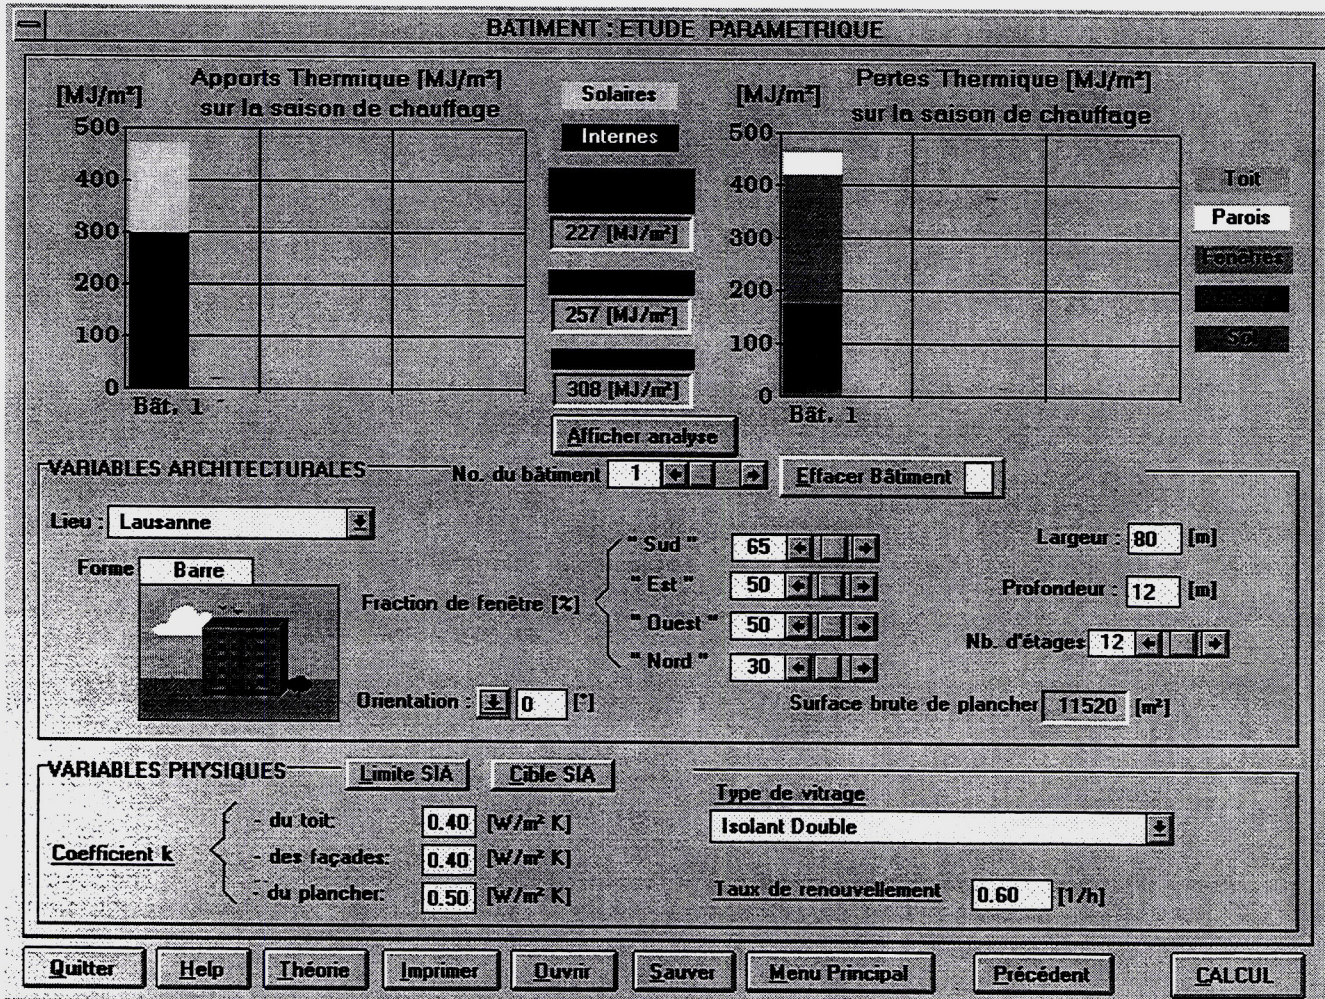 BATIMENT : ETUDE PARAMETRIQUE
Apports Thermique [MJ/m²]
sur la saison de chauffage
[MJ/m²]
500
400
300
200
100
0
Bât. 1
Solaires
Internes
227 [MJ/m²]
257 [MJ/m²]
308 [MJ/m²]
Afficher analyse
Pertes Thermique [MJ/m²]
sur la saison de chauffage
[MJ/m²]
500
400
300
200
100
0
Bât. 1
Toit
Parois
Fenêtres
Sol
VARIABLES ARCHITECTURALES
No. du bâtiment 1
Effacer Bâtiment
Lieu : Lausanne
Forme Barre
Fraction de fenêtre [%]
" Sud " 65
" Est " 50
" Ouest " 50
" Nord " 30
Orientation : 0 [°]
Largeur : 80 [m]
Profondeur : 12 [m]
Nb. d'étages 12
Surface brute de plancher 11520 [m²]
VARIABLES PHYSIQUES
Limite SIA
Cible SIA
Coefficient k
- du toit: 0.40 [W/m² K]
- des façades: 0.40 [W/m² K]
- du plancher: 0.50 [W/m² K]
Type de vitrage
Isolant Double
Taux de renouvellement 0.60 [1/h]
Quitter
Help
Théorie
Imprimer
Ouvrir
Sauver
Menu Principal
Précédent
CALCUL